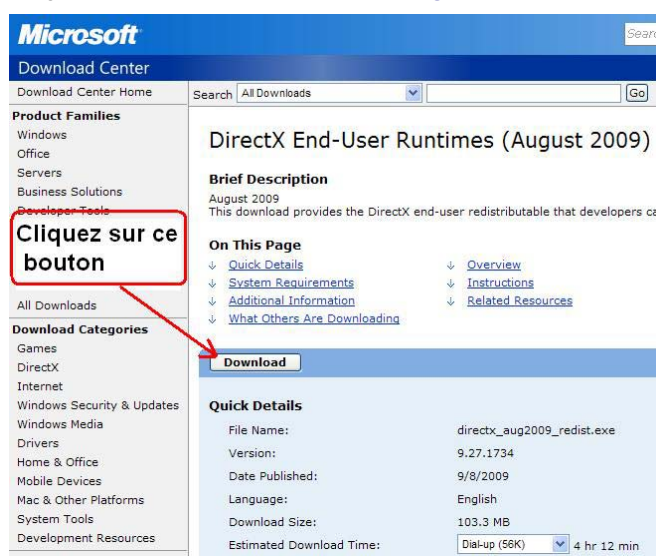 Microsoft
Sear
Download Center
Download Center Home
Search All Downloads Go
Product Families
Windows
Office
Servers
Business Solutions
Developer Tools
Cliquez sur ce
bouton
All Downloads
Download Categories
Games
DirectX
Internet
Windows Security & Updates
Windows Media
Drivers
Home & Office
Mobile Devices
Mac & Other Platforms
System Tools
Development Resources
DirectX End-User Runtimes (August 2009)
Brief Description
August 2009
This download provides the DirectX end-user redistributable that developers ca
On This Page
Quick Details
Overview
System Requirements
Instructions
Additional Information
Related Resources
What Others Are Downloading
Download
Quick Details
File Name: directx_aug2009_redist.exe
Version: 9.27.1734
Date Published: 9/8/2009
Language: English
Download Size: 103.3 MB
Estimated Download Time: Dial-up (56K) 4 hr 12 min